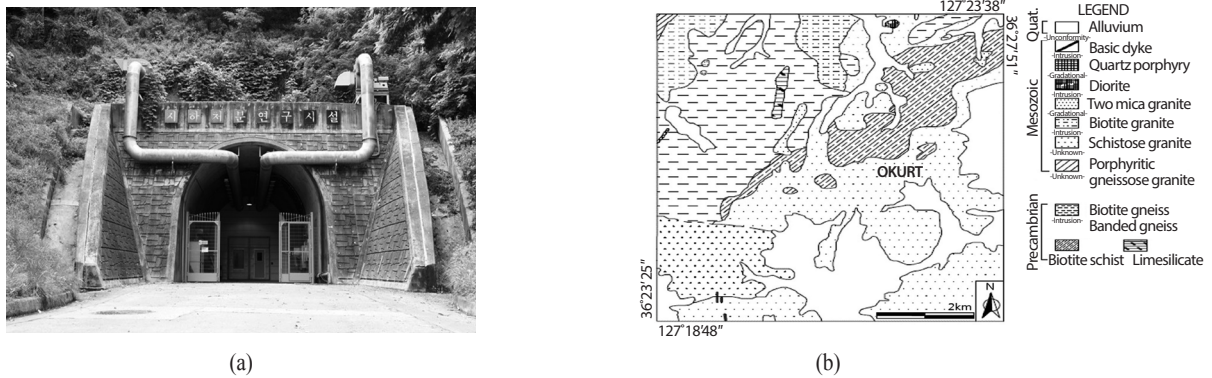 지하처분연구시설
(a)
127°23'38"
36°27'51"
OKURT
2km
N
36°23'25"
127°18'48"
LEGEND
Quat.
Alluvium
-Unconformity-
Mesozoic
Basic dyke
-Intrusion-
Quartz porphyry
-Gradational-
Diorite
-Intrusion-
Two mica granite
-Gradational-
Biotite granite
-Intrusion-
Schistose granite
-Unknown-
Porphyritic
gneissose granite
-Unknown-
Precambrian
Biotite gneiss
-Intrusion-
Banded gneiss
Biotite schist Limesilicate
(b)